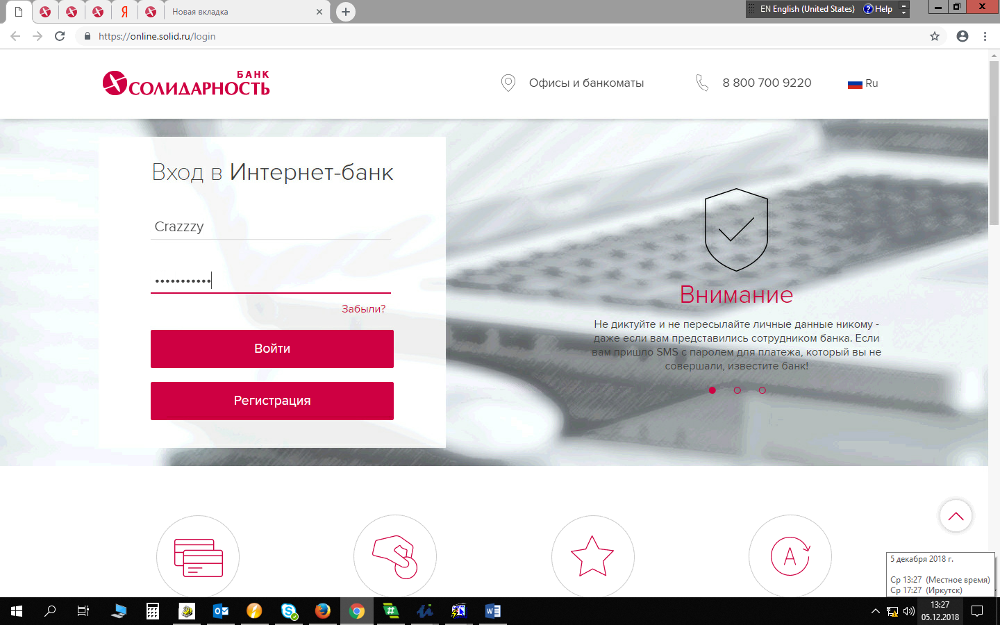 Новая вкладка
EN English (United States)
Help
https://online.solid.ru/login
БАНК
СОЛИДАРНОСТЬ
Офисы и банкоматы
8 800 700 9220
Ru
Вход в Интернет-банк
Crazzzy
Забыли?
Войти
Регистрация
Внимание
Не диктуйте и не пересылайте личные данные никому -
даже если вам представились сотрудником банка. Если
вам пришло SMS с паролем для платежа, который вы не
совершали, известите банк!
5 декабря 2018 г.
Ср 13:27 (Местное время)
Ср 17:27 (Иркутск)
13:27
05.12.2018